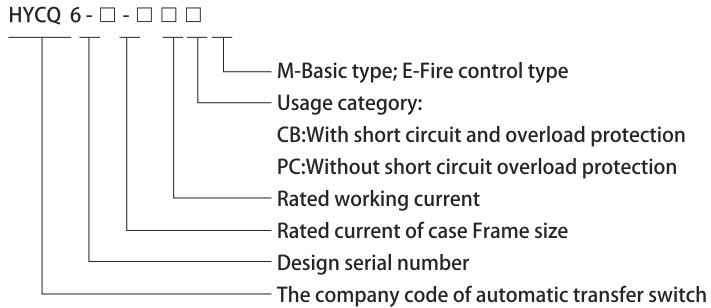 HYCQ 6 - □ - □ □ □
M-Basic type; E-Fire control type
Usage category:
CB:With short circuit and overload protection
PC:Without short circuit overload protection
Rated working current
Rated current of case Frame size
Design serial number
The company code of automatic transfer switch